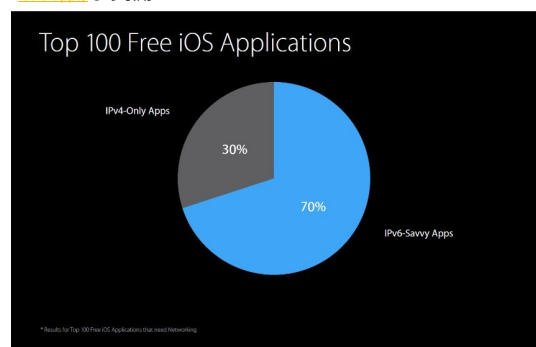 Top 100 Free iOS Applications
IPv4-Only Apps
30%
70%
IPv6-Savvy Apps
* Results for Top 100 Free iOS Applications that need Networking